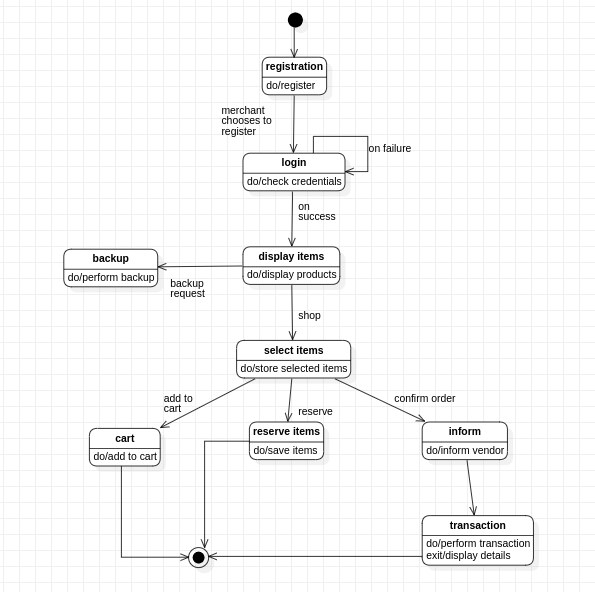 registration
do/register
merchant
chooses to
register
login
do/check credentials
on failure
on
success
display items
do/display products
backup
do/perform backup
backup
request
shop
select items
do/store selected items
add to
cart
reserve
confirm order
cart
do/add to cart
reserve items
do/save items
inform
do/inform vendor
transaction
do/perform transaction
exit/display details